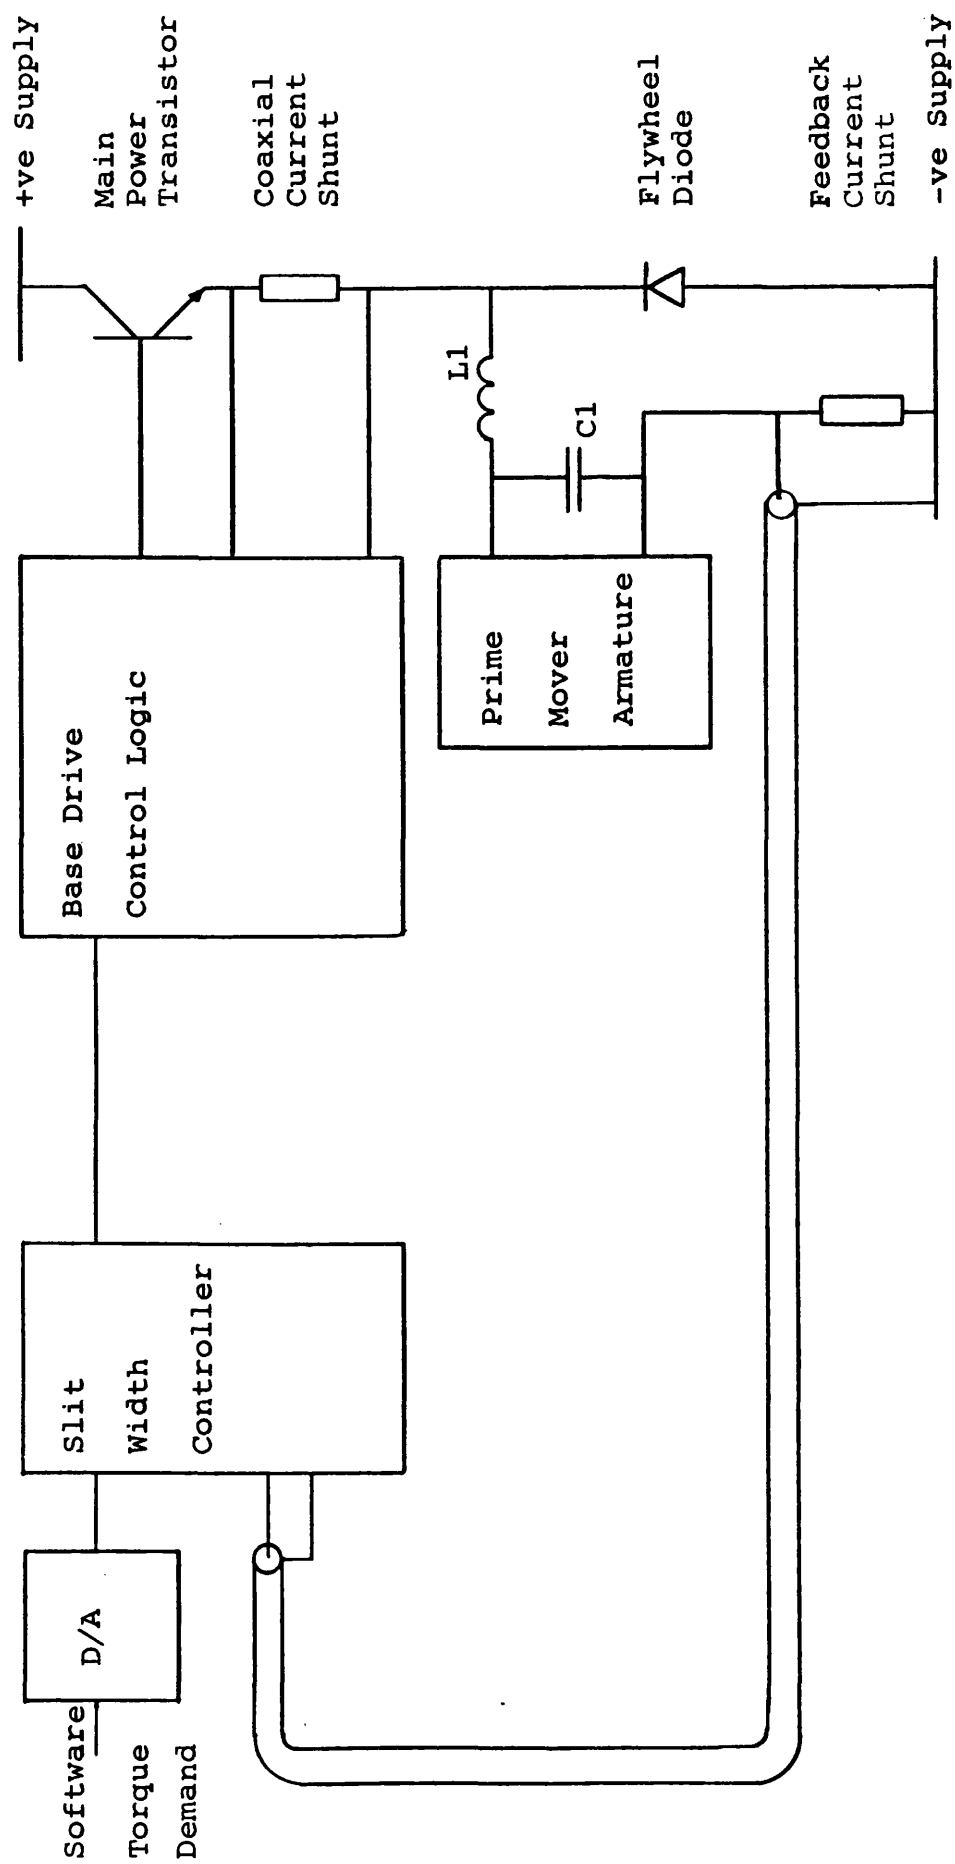 +ve Supply
Main
Power
Transistor
Coaxial
Current
Shunt
Flywheel
Diode
Feedback
Current
Shunt
-ve Supply
L1
C1
Base Drive
Control Logic
Prime
Mover
Armature
Slit
Width
Controller
D/A
Software
Torque
Demand